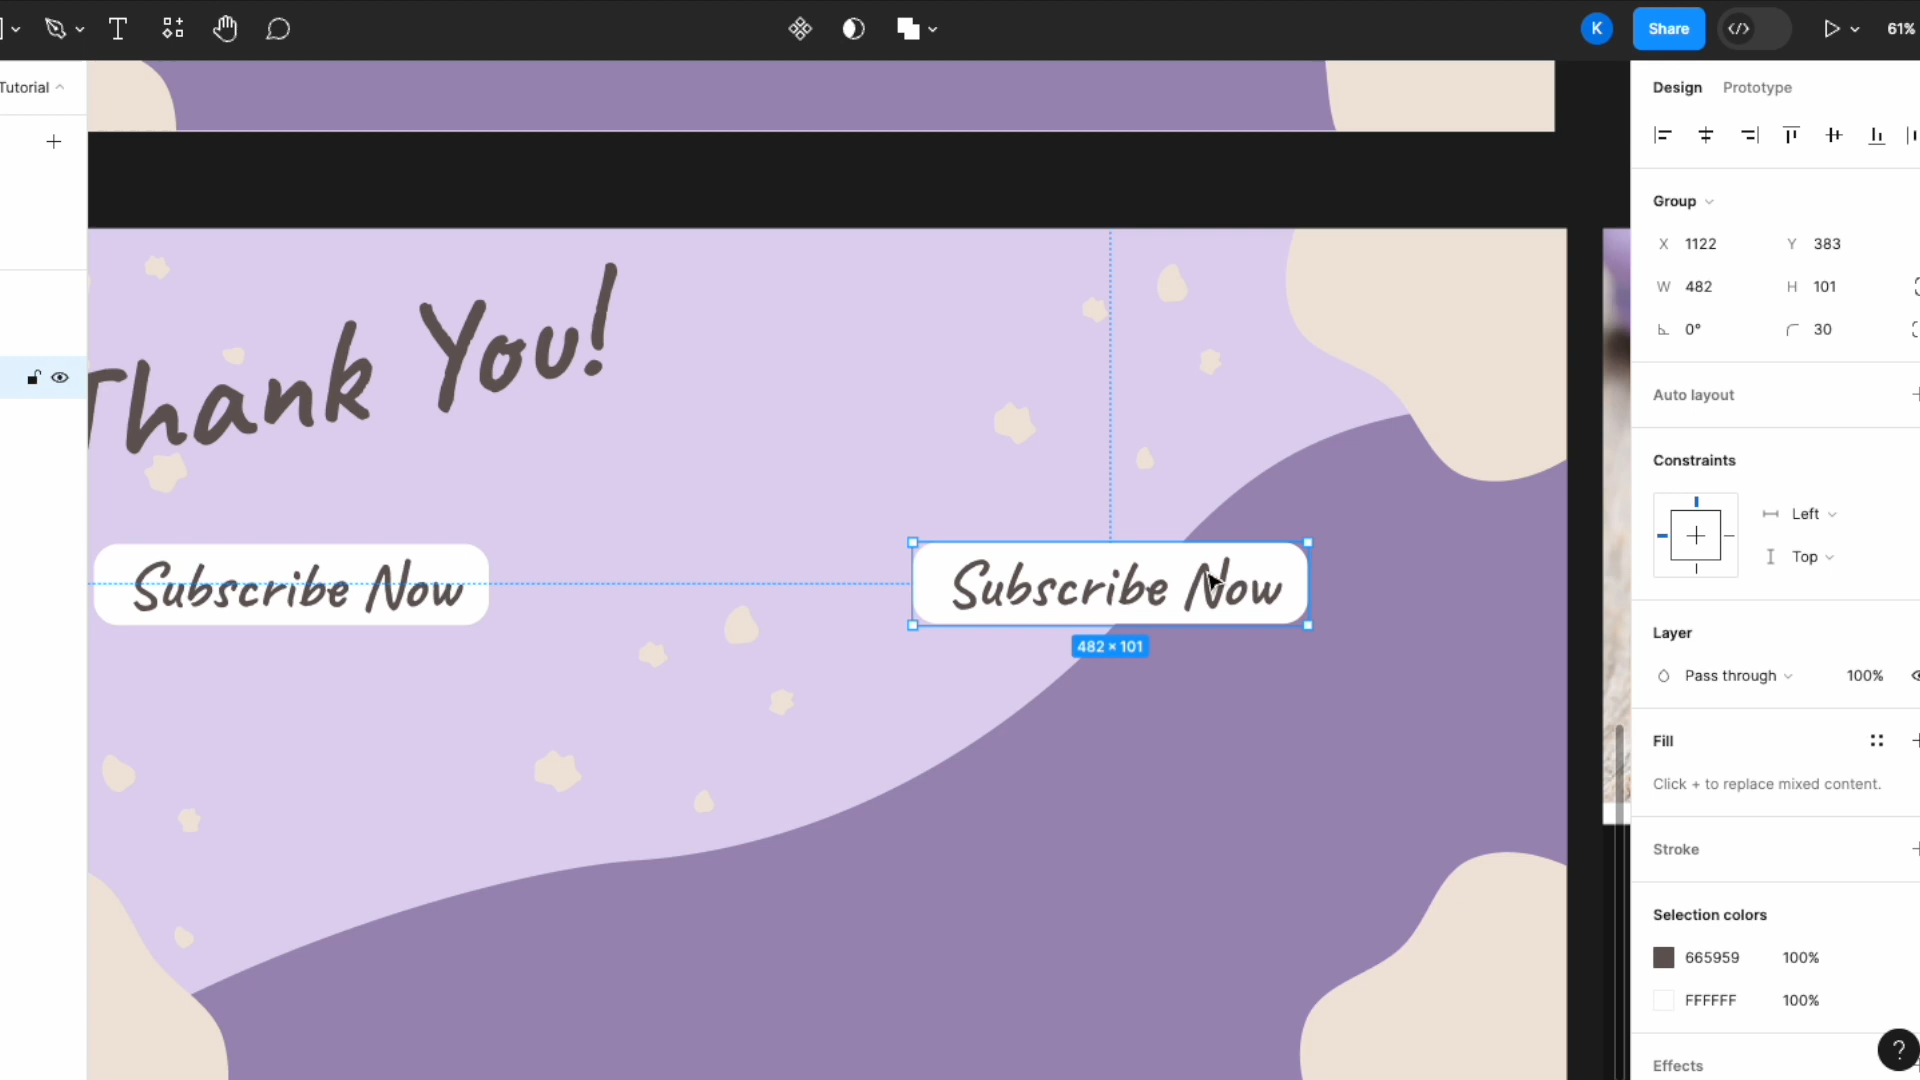 K
Share
61%
Tutorial
Design Prototype
Group
X 1122 Y 383
W 482 H 101
0° 30
Auto layout
Constraints
Left
Top
Layer
Pass through 100%
Fill
Click + to replace mixed content.
Stroke
Selection colors
665959 100%
FFFFFF 100%
Effects
?
Thank You!
Subscribe Now
Subscribe Now
482 × 101